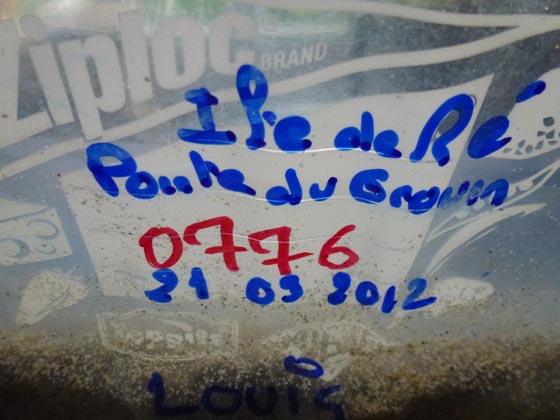 Ziploc
BRAND
Ile de Ré
Pointe du Grouin
0776
21 03 2012
Louis